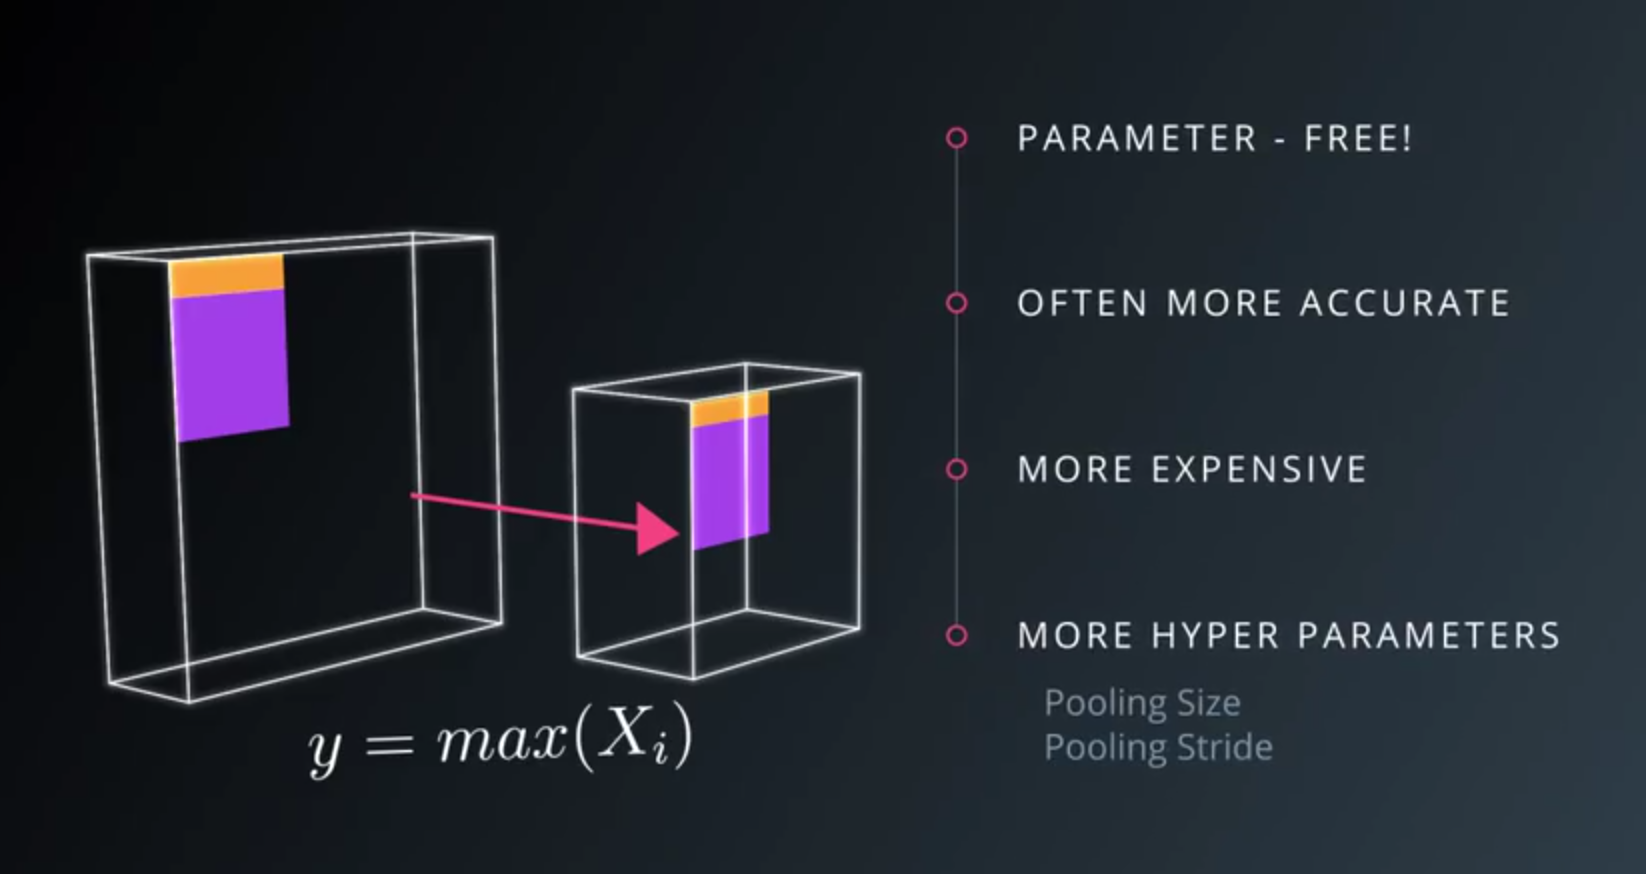 PARAMETER - FREE!
OFTEN MORE ACCURATE
MORE EXPENSIVE
MORE HYPER PARAMETERS
Pooling Size
Pooling Stride
y = max(X_i)